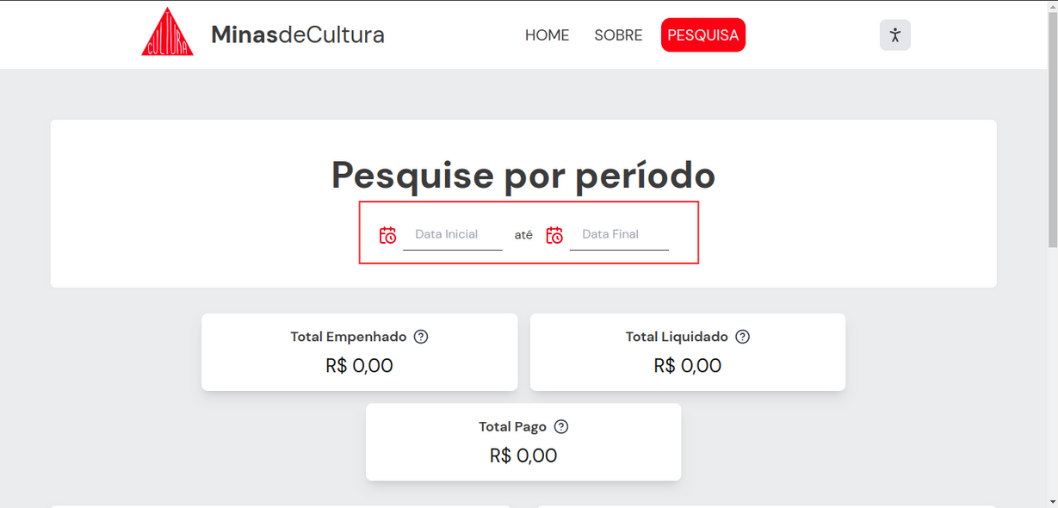 CULTURA
MinasdeCultura
HOME SOBRE PESQUISA
Pesquise por período
Data Inicial até Data Final
Total Empenhado ?
R$ 0,00
Total Liquidado ?
R$ 0,00
Total Pago ?
R$ 0,00